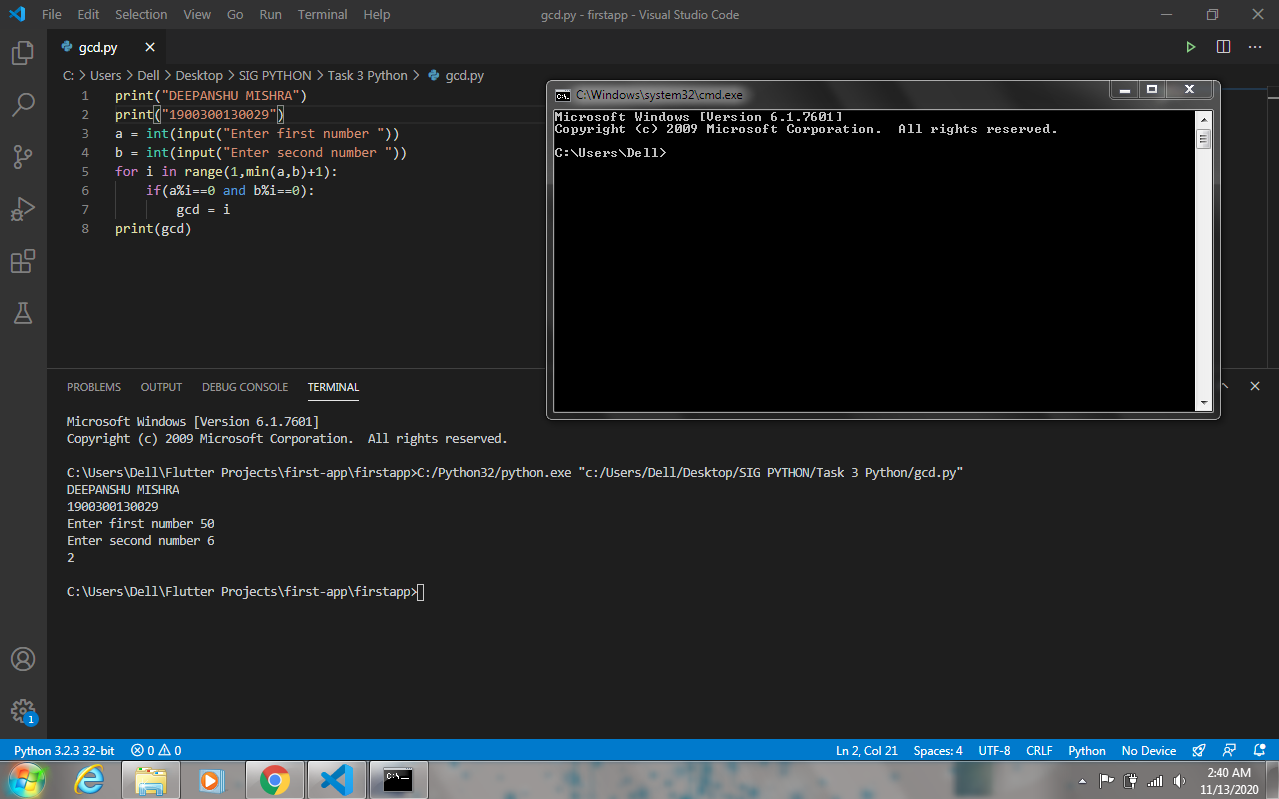 File Edit Selection View Go Run Terminal Help
gcd.py - firstapp - Visual Studio Code
gcd.py
C: > Users > Dell > Desktop > SIG PYTHON > Task 3 Python > gcd.py
1 print("DEEPANSHU MISHRA")
2 print("1900300130029")
3 a = int(input("Enter first number "))
4 b = int(input("Enter second number "))
5 for i in range(1,min(a,b)+1):
6     if(a%i==0 and b%i==0):
7         gcd = i
8 print(gcd)
C:\Windows\system32\cmd.exe
Microsoft Windows [Version 6.1.7601]
Copyright (c) 2009 Microsoft Corporation.  All rights reserved.
C:\Users\Dell>
PROBLEMS OUTPUT DEBUG CONSOLE TERMINAL
Microsoft Windows [Version 6.1.7601]
Copyright (c) 2009 Microsoft Corporation.  All rights reserved.
C:\Users\Dell\Flutter Projects\first-app\firstapp>C:/Python32/python.exe "c:/Users/Dell/Desktop/SIG PYTHON/Task 3 Python/gcd.py"
DEEPANSHU MISHRA
1900300130029
Enter first number 50
Enter second number 6
2
C:\Users\Dell\Flutter Projects\first-app\firstapp>
1
Python 3.2.3 32-bit 0 0 Ln 2, Col 21 Spaces: 4 UTF-8 CRLF Python No Device
C:\.
2:40 AM
11/13/2020